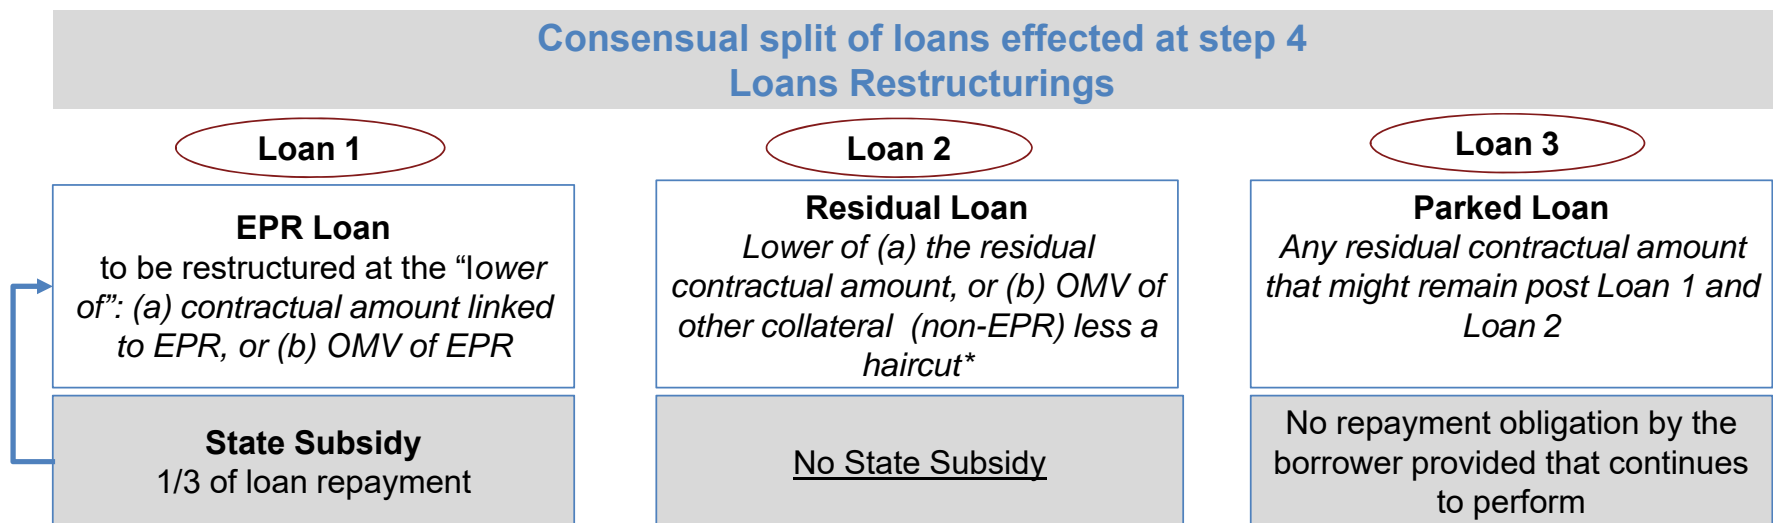 Consensual split of loans effected at step 4
Loans Restructurings
Loan 1
EPR Loan
to be restructured at the “lower
of”: (a) contractual amount linked
to EPR, or (b) OMV of EPR
State Subsidy
1/3 of loan repayment
Loan 2
Residual Loan
Lower of (a) the residual
contractual amount, or (b) OMV of
other collateral (non-EPR) less a
haircut*
No State Subsidy
Loan 3
Parked Loan
Any residual contractual amount
that might remain post Loan 1 and
Loan 2
No repayment obligation by the
borrower provided that continues
to perform